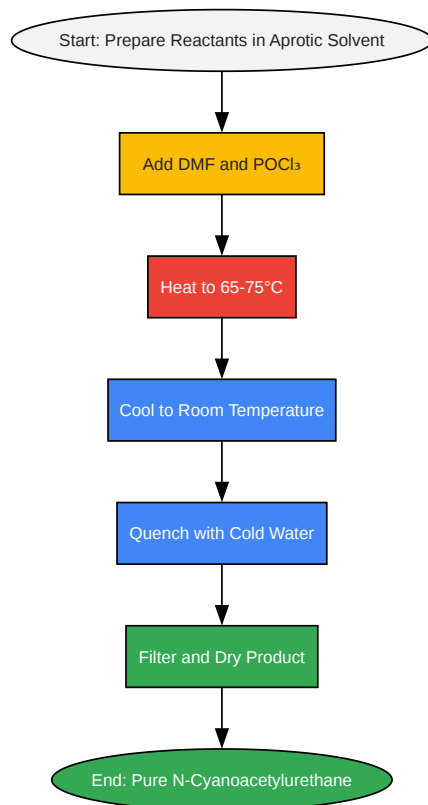 Start: Prepare Reactants in Aprotic Solvent
Add DMF and POCl₃
Heat to 65-75°C
Cool to Room Temperature
Quench with Cold Water
Filter and Dry Product
End: Pure N-Cyanoacetylurethane